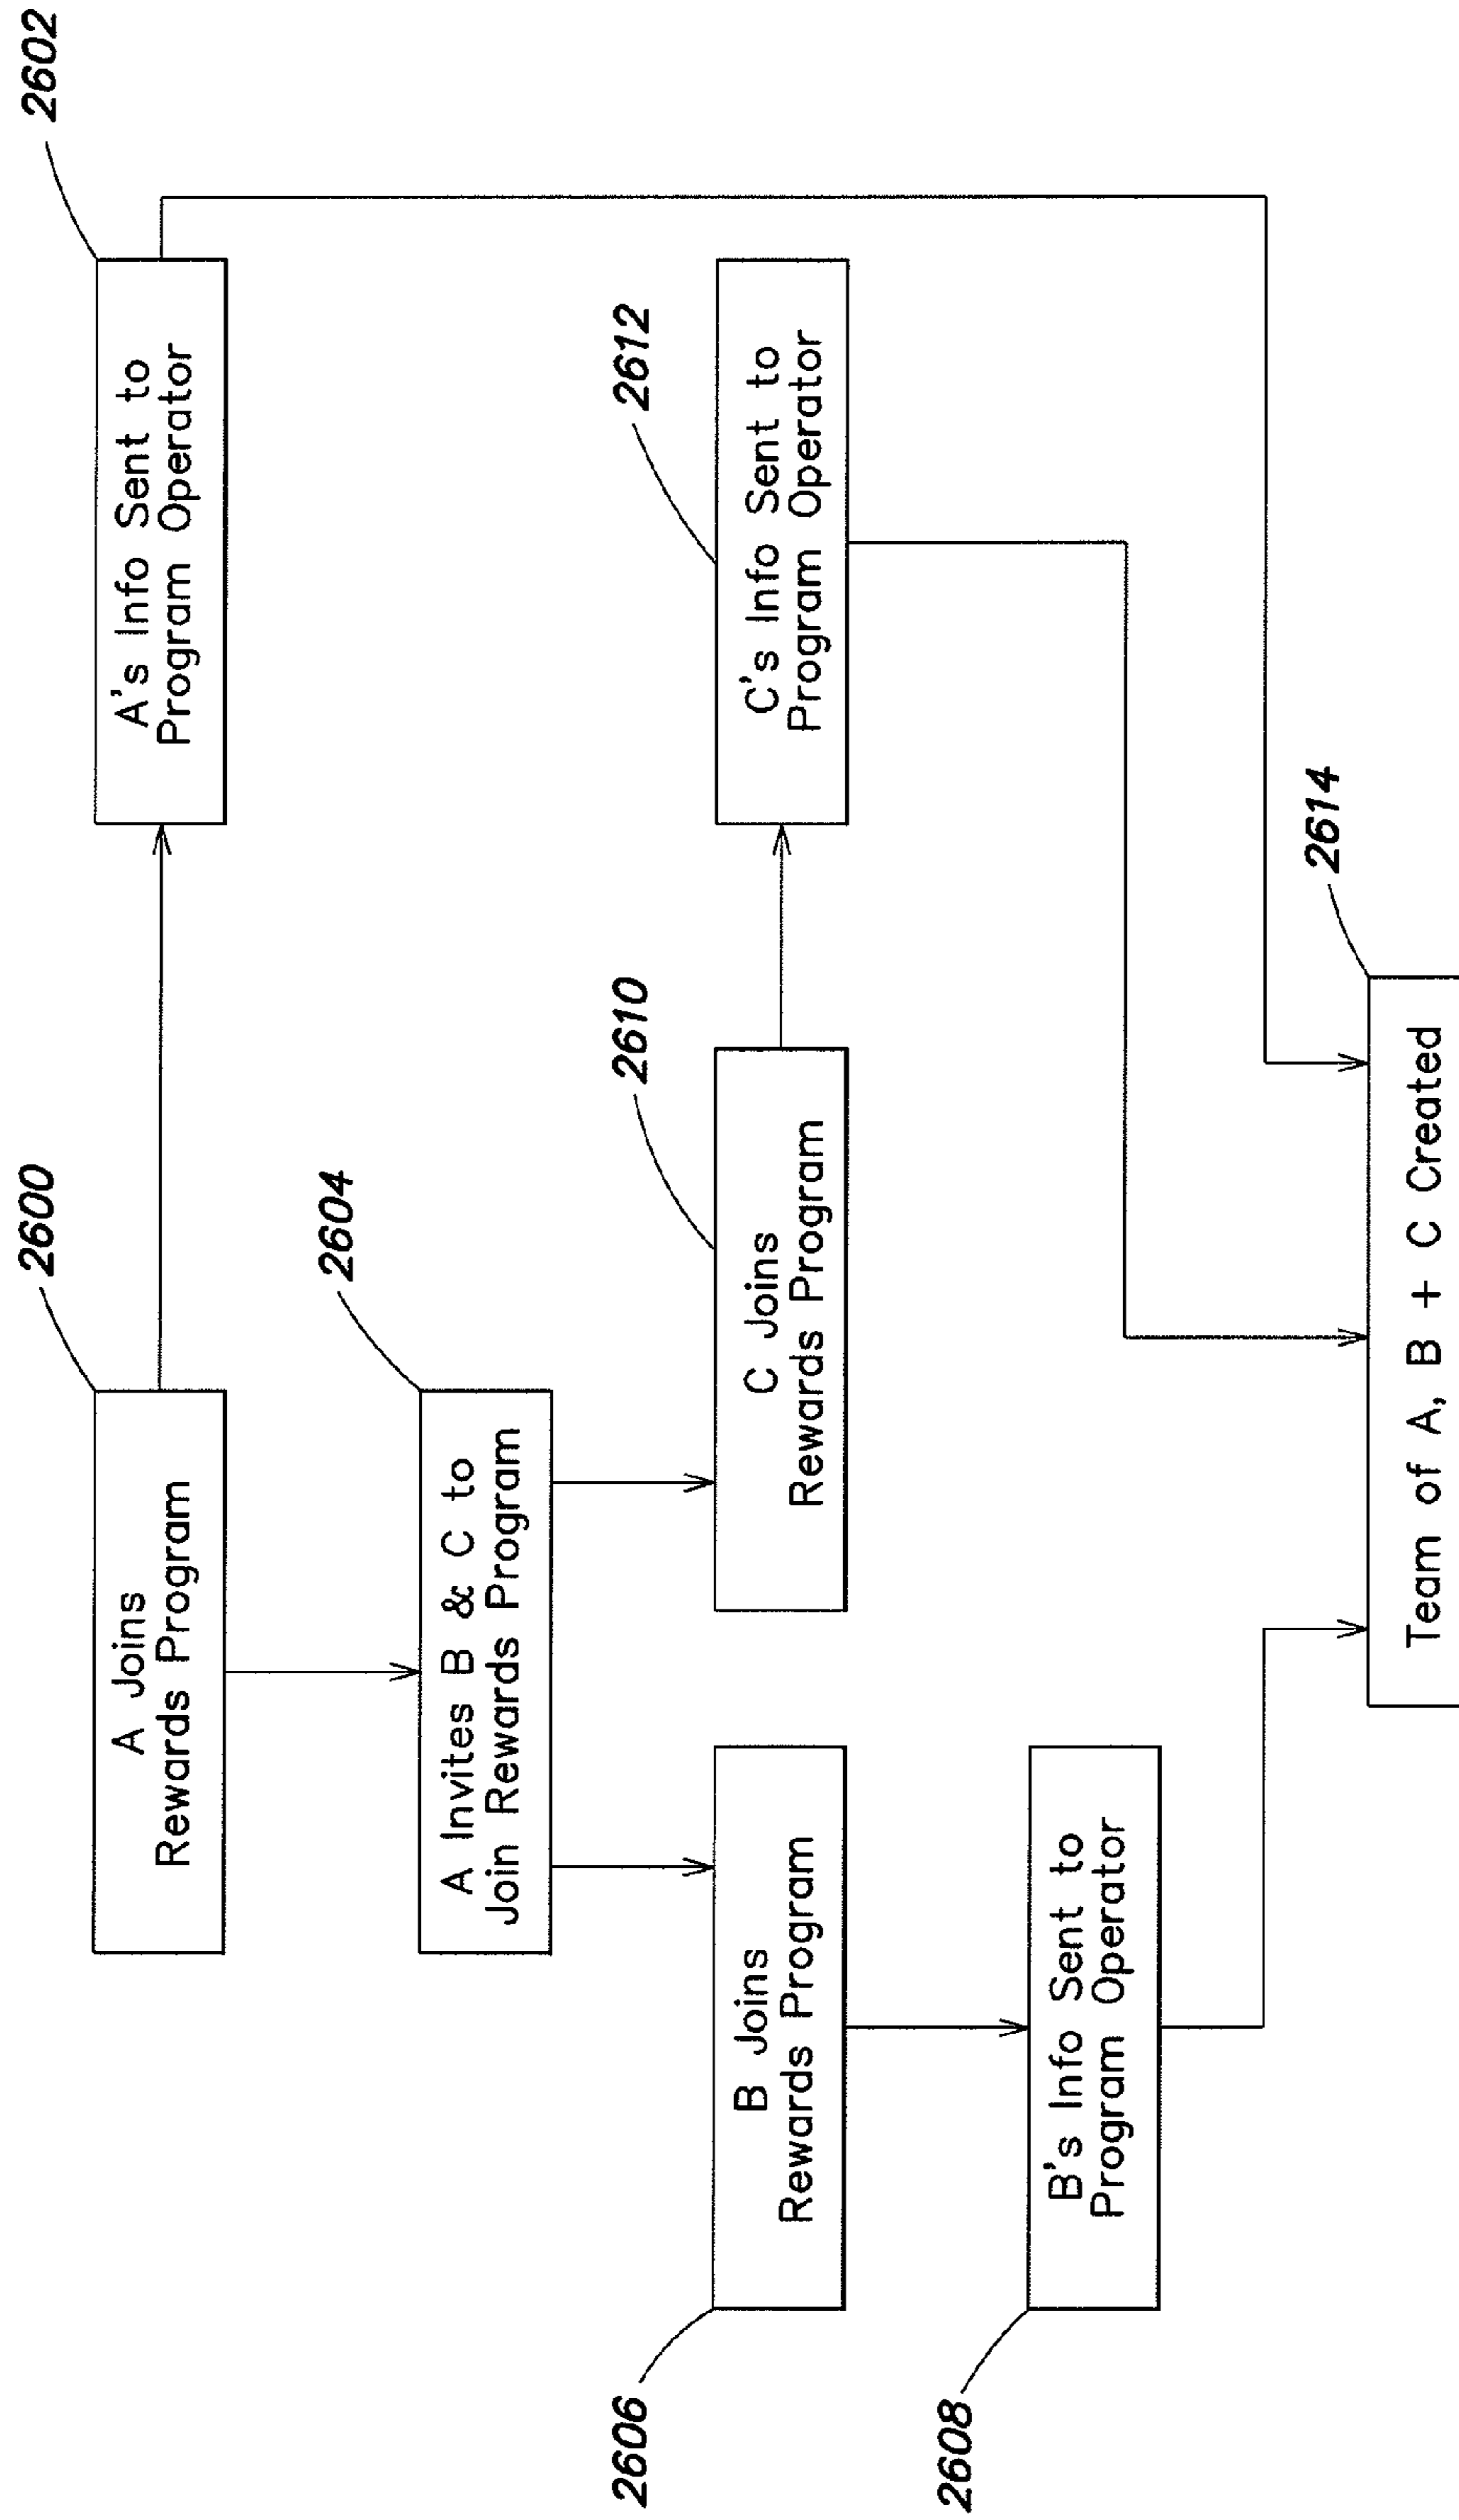 2600
A Joins
Rewards Program
2602
A's Info Sent to
Program Operator
2604
A Invites B & C to
Join Rewards Program
2606
B Joins
Rewards Program
2610
C Joins
Rewards Program
2612
C's Info Sent to
Program Operator
2608
B's Info Sent to
Program Operator
2614
Team of A, B + C Created